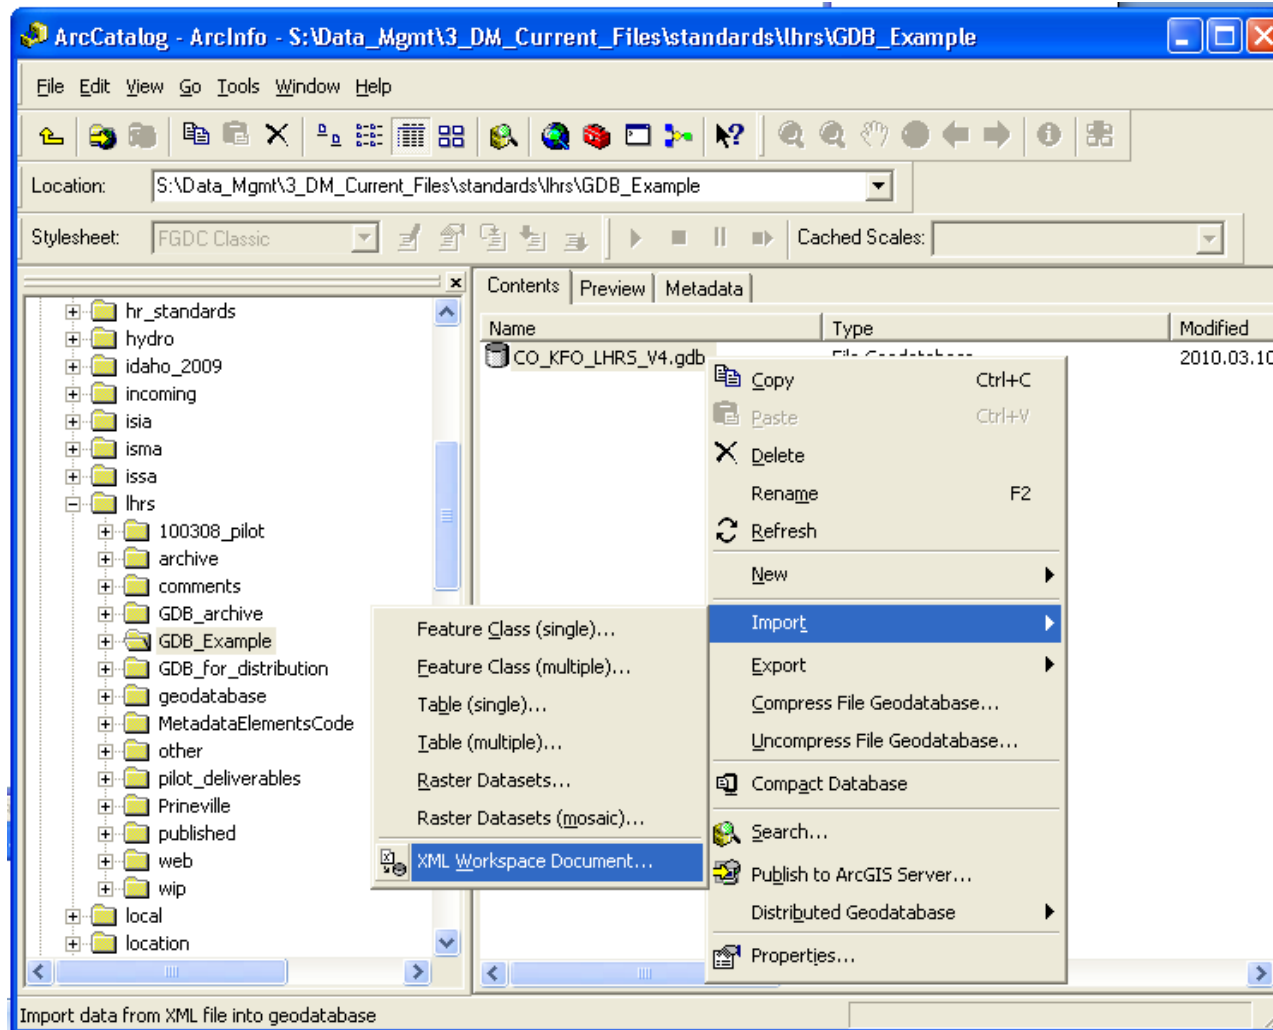 ArcCatalog - ArcInfo - S:\Data_Mgmt\3_DM_Current_Files\standards\lhrs\GDB_Example
File Edit View Go Tools Window Help
Location: S:\Data_Mgmt\3_DM_Current_Files\standards\lhrs\GDB_Example
Stylesheet: FGDC Classic Cached Scales:
hr_standards
hydro
idaho_2009
incoming
isia
isma
issa
lhrs
100308_pilot
archive
comments
GDB_archive
GDB_Example
GDB_for_distribution
geodatabase
MetadataElementsCode
other
pilot_deliverables
Prineville
published
web
wip
local
location
Contents Preview Metadata
Name Type Modified
CO_KFO_LHRS_V4.gdb File Geodatabase 2010.03.10
Copy Ctrl+C
Paste Ctrl+V
Delete
Rename F2
Refresh
New
Import
Export
Compress File Geodatabase...
Uncompress File Geodatabase...
Compact Database
Search...
Publish to ArcGIS Server...
Distributed Geodatabase
Properties...
Feature Class (single)...
Feature Class (multiple)...
Table (single)...
Table (multiple)...
Raster Datasets...
Raster Datasets (mosaic)...
XML Workspace Document...
Import data from XML file into geodatabase